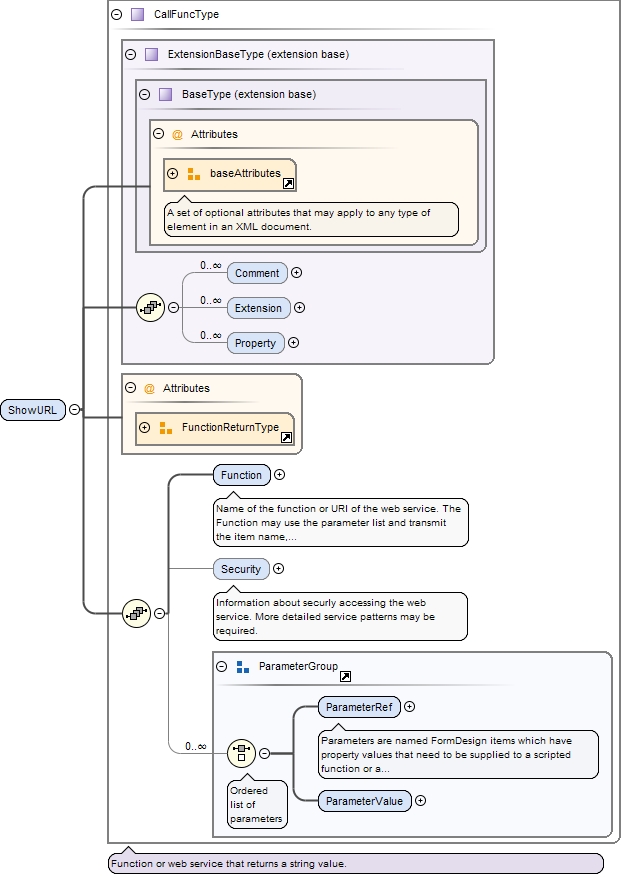 CallFuncType
ExtensionBaseType (extension base)
BaseType (extension base)
@ Attributes
baseAttributes
A set of optional attributes that may apply to any type of
element in an XML document.
0..∞
Comment
0..∞
Extension
0..∞
Property
ShowURL
@ Attributes
FunctionReturnType
Function
Name of the function or URI of the web service. The
Function may use the parameter list and transmit
the item name,...
Security
Information about securly accessing the web
service. More detailed service patterns may be
required.
ParameterGroup
ParameterRef
Parameters are named FormDesign items which have
property values that need to be supplied to a scripted
function or a...
0..∞
Ordered
list of
parameters
ParameterValue
Function or web service that returns a string value.